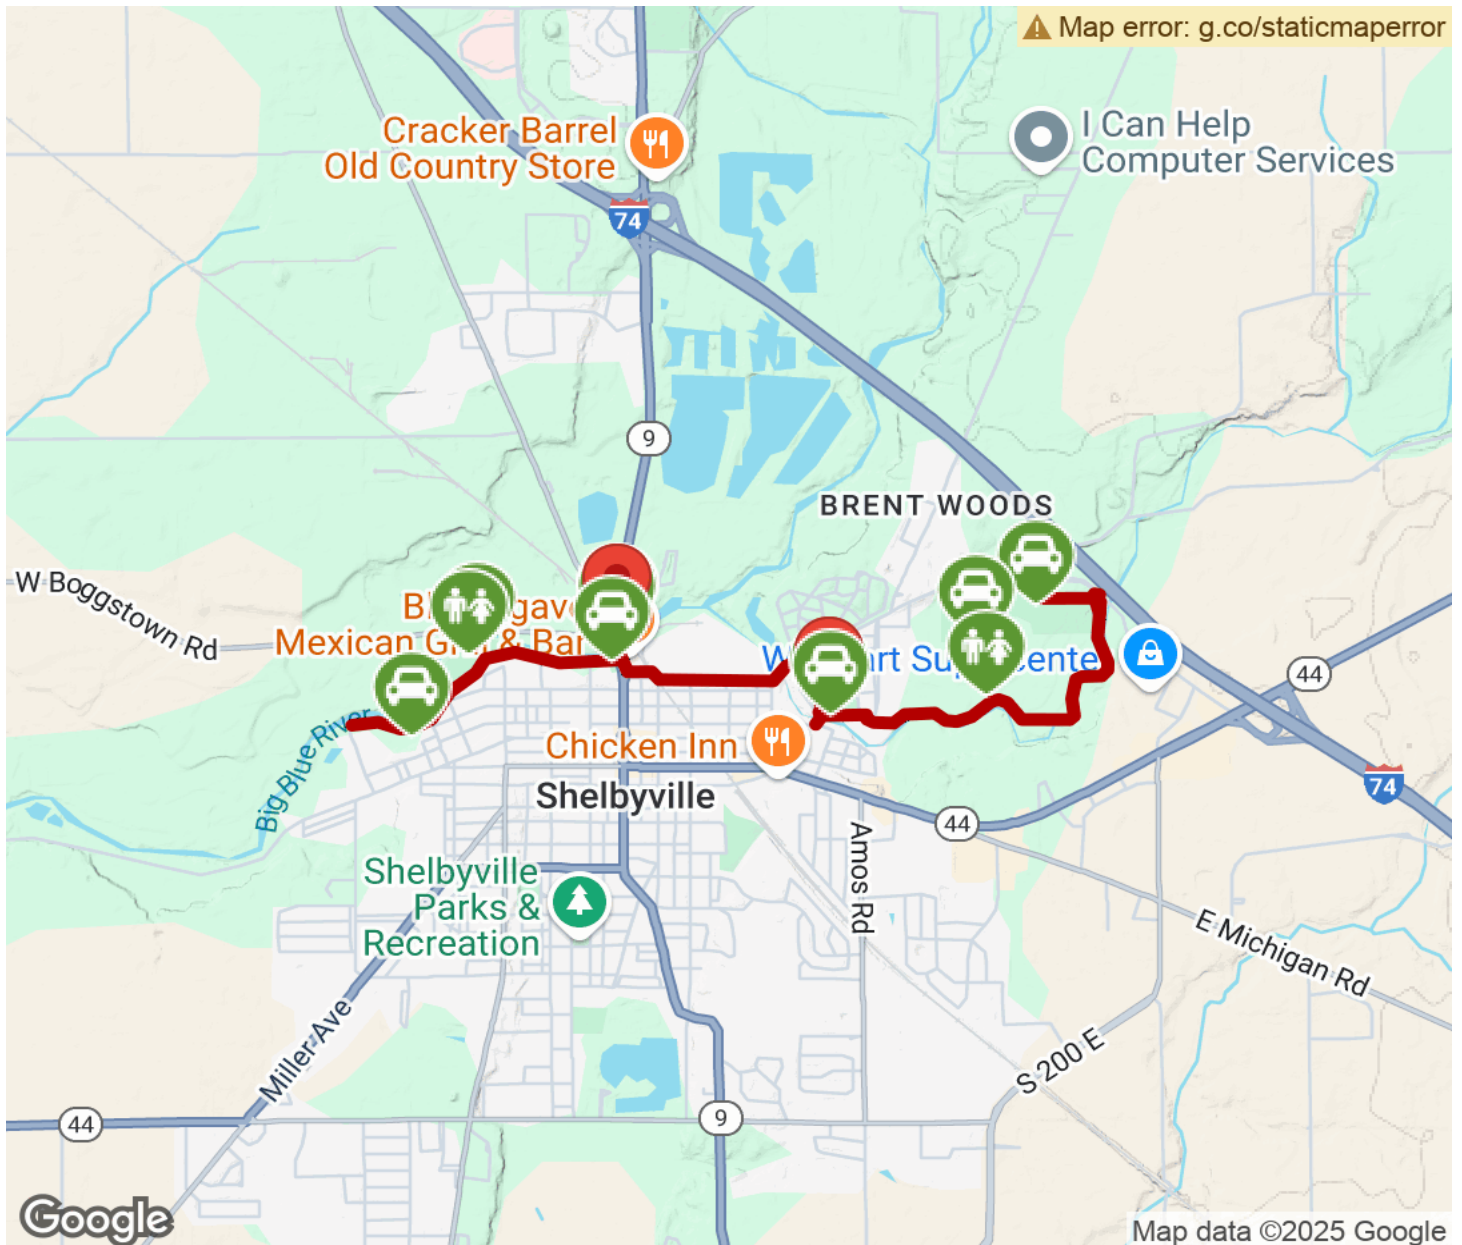 Map error: g.co/staticmaperror
Cracker Barrel
Old Country Store
I Can Help
Computer Services
74
9
BRENT WOODS
W Boggstown Rd
Mexican & Bar
44
Big Blue River
Chicken Inn
74
Shelbyville
44
Amos Rd
Shelbyville
Parks &
Recreation
E Michigan Rd
Miller Ave
S 200 E
44
9
Google
Map data ©2025 Google